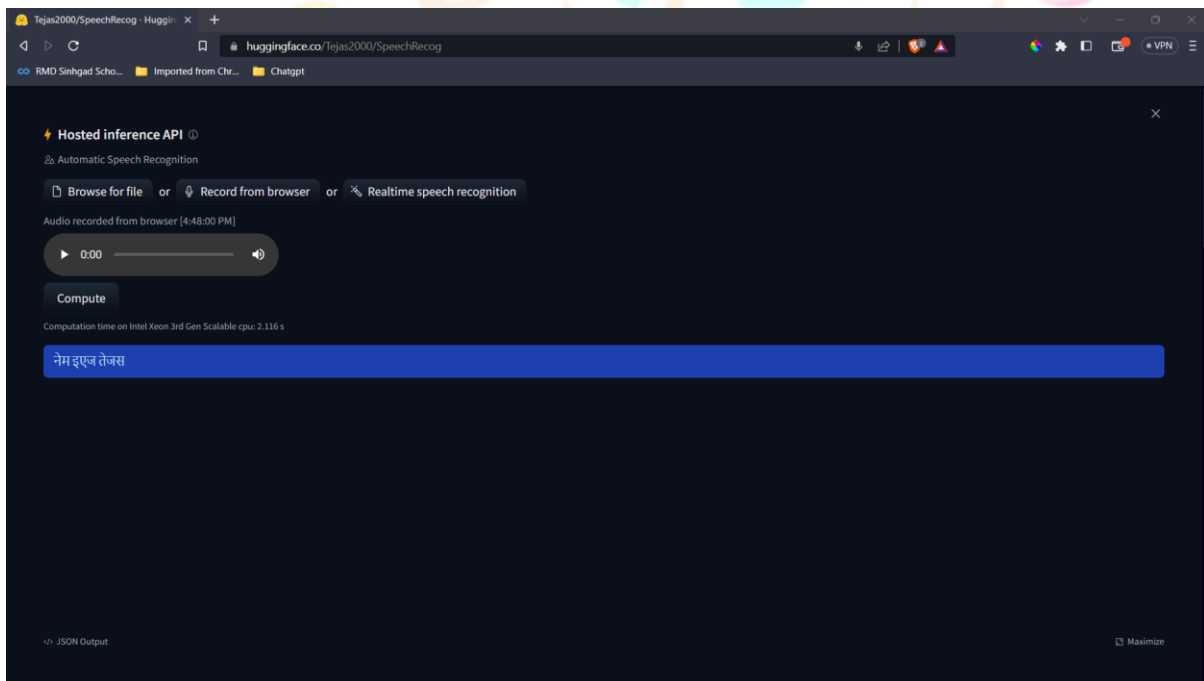 Tejas2000/SpeechRecog - Huggin
huggingface.co/Tejas2000/SpeechRecog
VPN
RMD Sinhgad Scho... Imported from Chr... Chatgpt
Hosted inference API
Automatic Speech Recognition
Browse for file or Record from browser or Realtime speech recognition
Audio recorded from browser [4:48:00 PM]
0:00
Compute
Computation time on Intel Xeon 3rd Gen Scalable cpu: 2.116 s
नेम इएज तेजस
</> JSON Output
Maximize